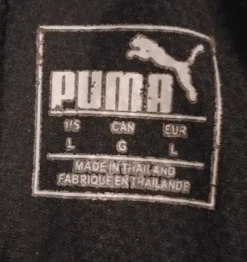 PUMA
US CAN EUR
L G L
MADE IN THAILAND
FABRIQUE EN THAILANDE